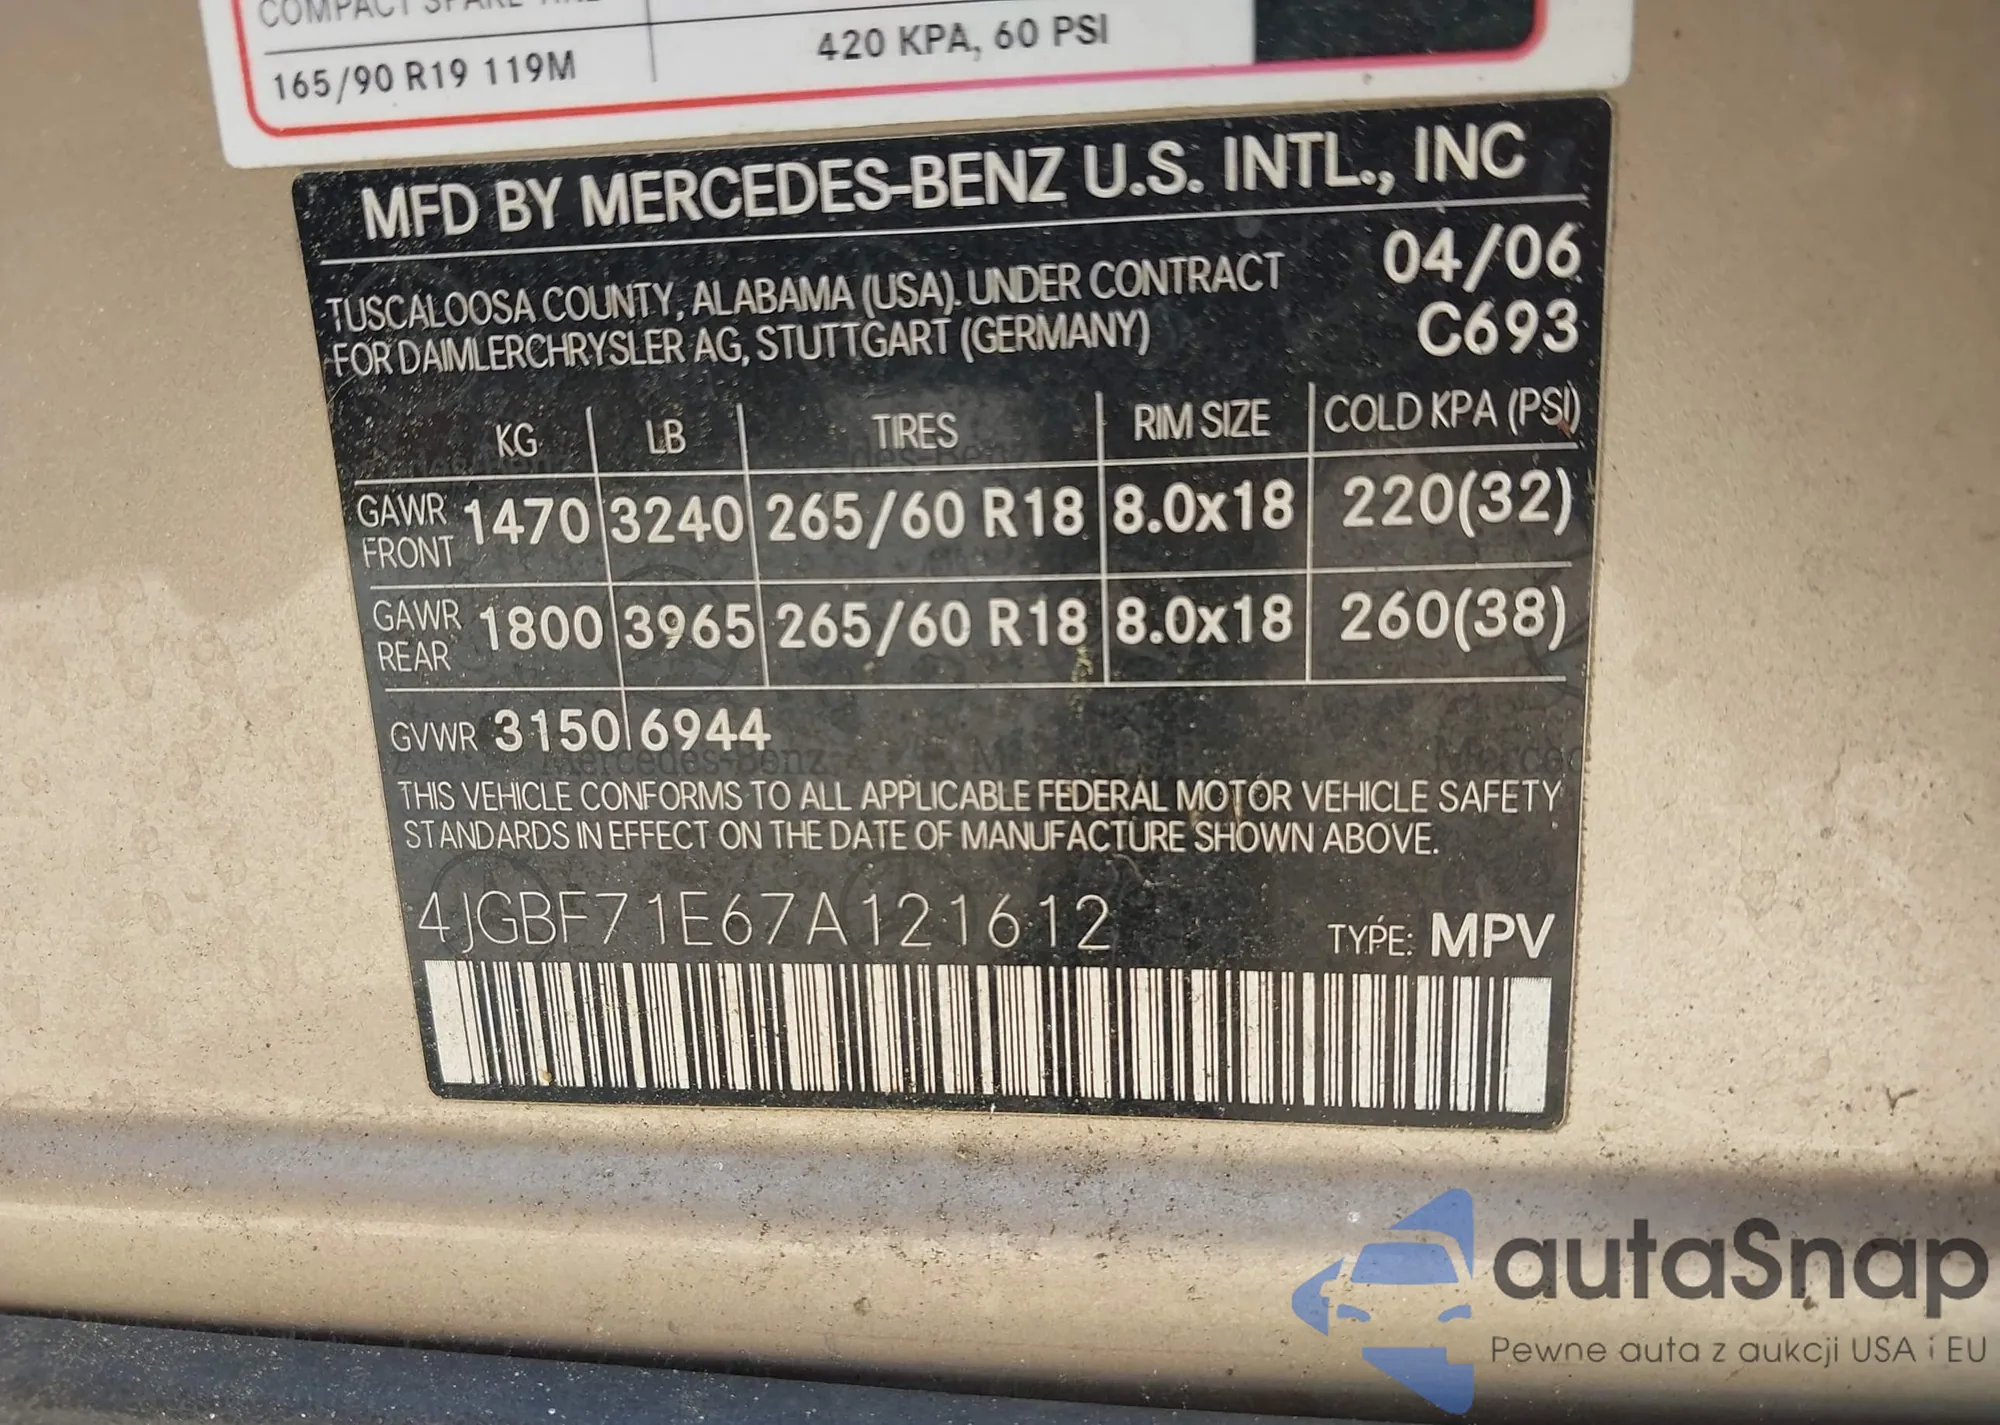 COMPACT SPARE TIRE
165/90 R19 119M 420 KPA, 60 PSI
MFD BY MERCEDES-BENZ U.S. INTL., INC
04/06
TUSCALOOSA COUNTY, ALABAMA (USA). UNDER CONTRACT
FOR DAIMLERCHRYSLER AG, STUTTGART (GERMANY)
C693
KG LB TIRES RIM SIZE COLD KPA (PSI)
GAWR FRONT 1470 3240 265/60 R18 8.0x18 220(32)
GAWR REAR 1800 3965 265/60 R18 8.0x18 260(38)
GVWR 3150 6944
THIS VEHICLE CONFORMS TO ALL APPLICABLE FEDERAL MOTOR VEHICLE SAFETY
STANDARDS IN EFFECT ON THE DATE OF MANUFACTURE SHOWN ABOVE.
4JGBF71E67A121612 TYPE: MPV
autaSnap
Pewne auta z aukcji USA i EU